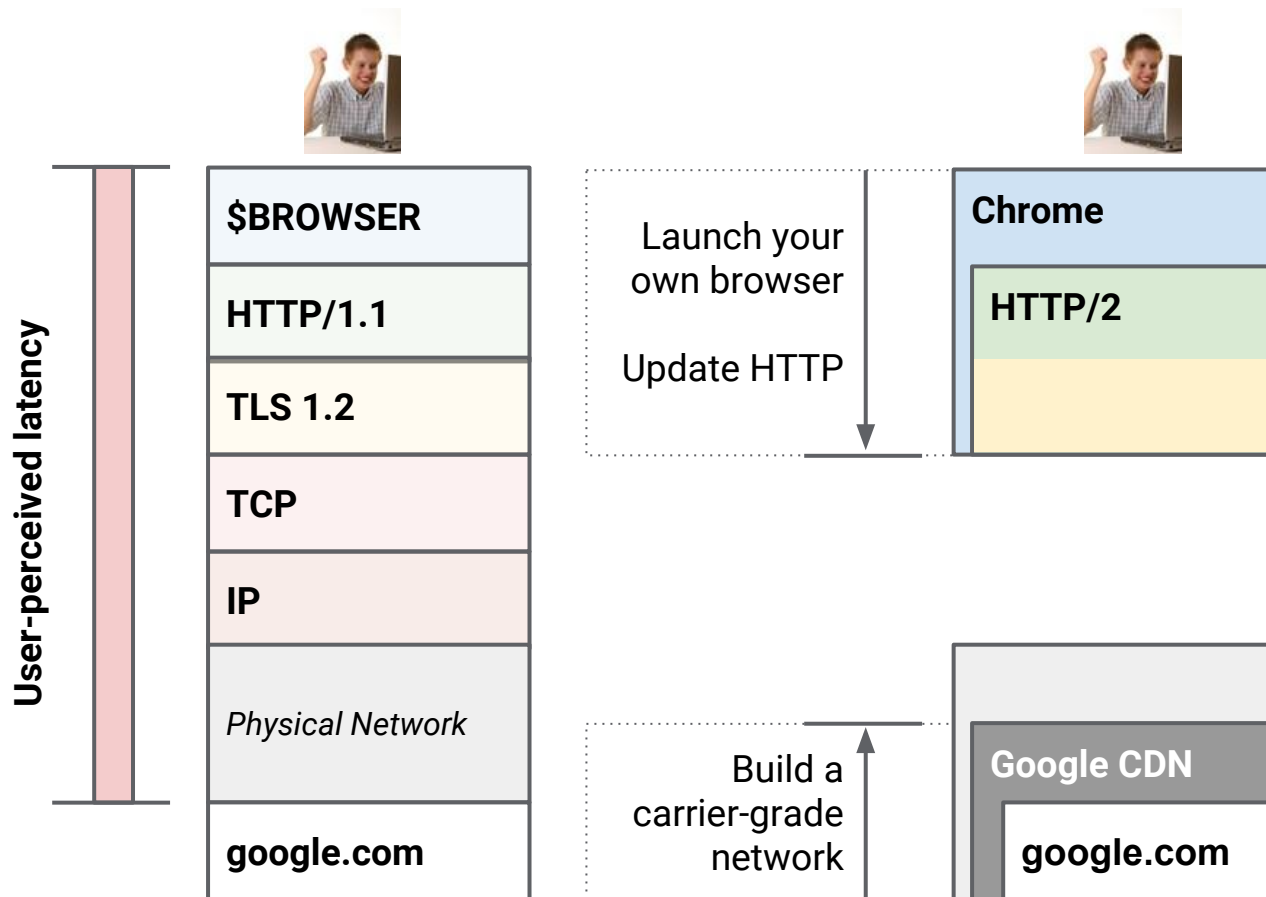 User-perceived latency
$BROWSER
HTTP/1.1
TLS 1.2
TCP
IP
Physical Network
google.com
Launch your
own browser
Update HTTP
Build a
carrier-grade
network
Chrome
HTTP/2
Google CDN
google.com